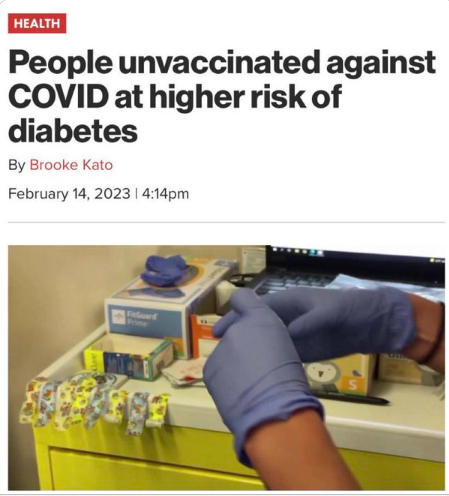 HEALTH
People unvaccinated against
COVID at higher risk of
diabetes
By Brooke Kato
February 14, 2023 | 4:14pm
FitGuard
Prime
S